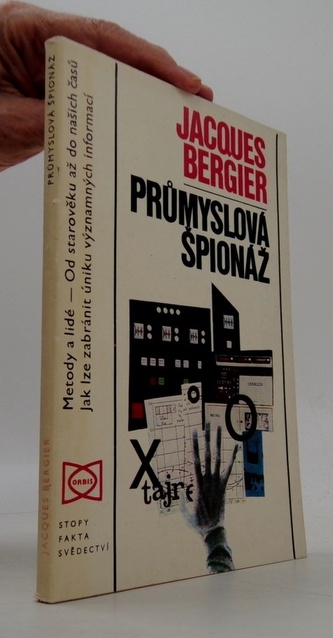 JACQUES
BERGIER
PRŮMYSLOVÁ
ŠPIONÁŽ
X
tajné
Metody a lidé — Od starověku až do našich časů
Jak lze zabránit úniku významných informací
ORBIS
STOPY
FAKTA
SVĚDECTVÍ
JACQUES BERGIER
PRŮMYSLOVÁ ŠPIONÁŽ